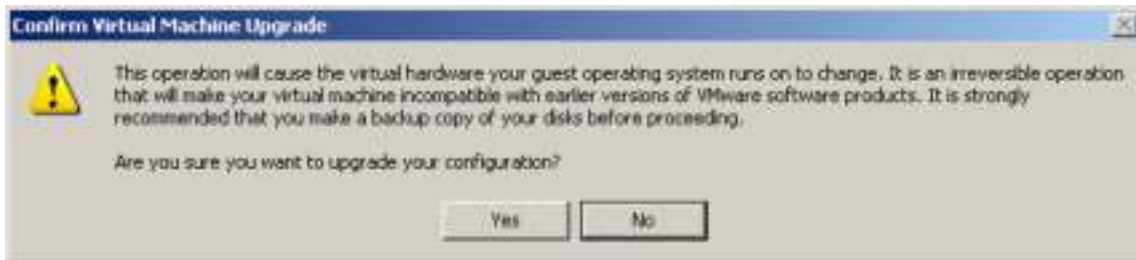 Confirm Virtual Machine Upgrade
This operation will cause the virtual hardware your guest operating system runs on to change. It is an irreversible operation
that will make your virtual machine incompatible with earlier versions of VMware software products. It is strongly
recommended that you make a backup copy of your disks before proceeding.
Are you sure you want to upgrade your configuration?
Yes No